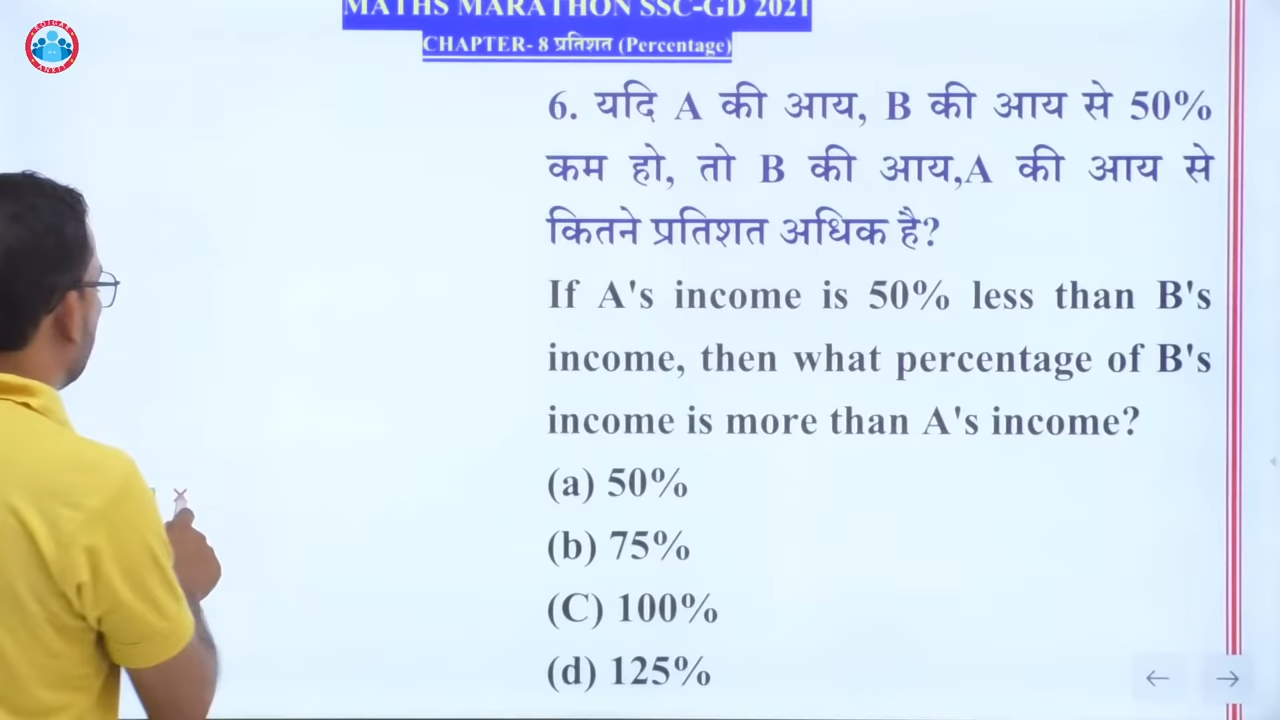 MATHS MARATHON SSC-GD 2021
CHAPTER- 8 प्रतिशत (Percentage)
ROJGAR
ANKIT
6. यदि A की आय, B की आय से 50%
कम हो, तो B की आय,A की आय से
कितने प्रतिशत अधिक है?
If A's income is 50% less than B's
income, then what percentage of B's
income is more than A's income?
(a) 50%
(b) 75%
(C) 100%
(d) 125%